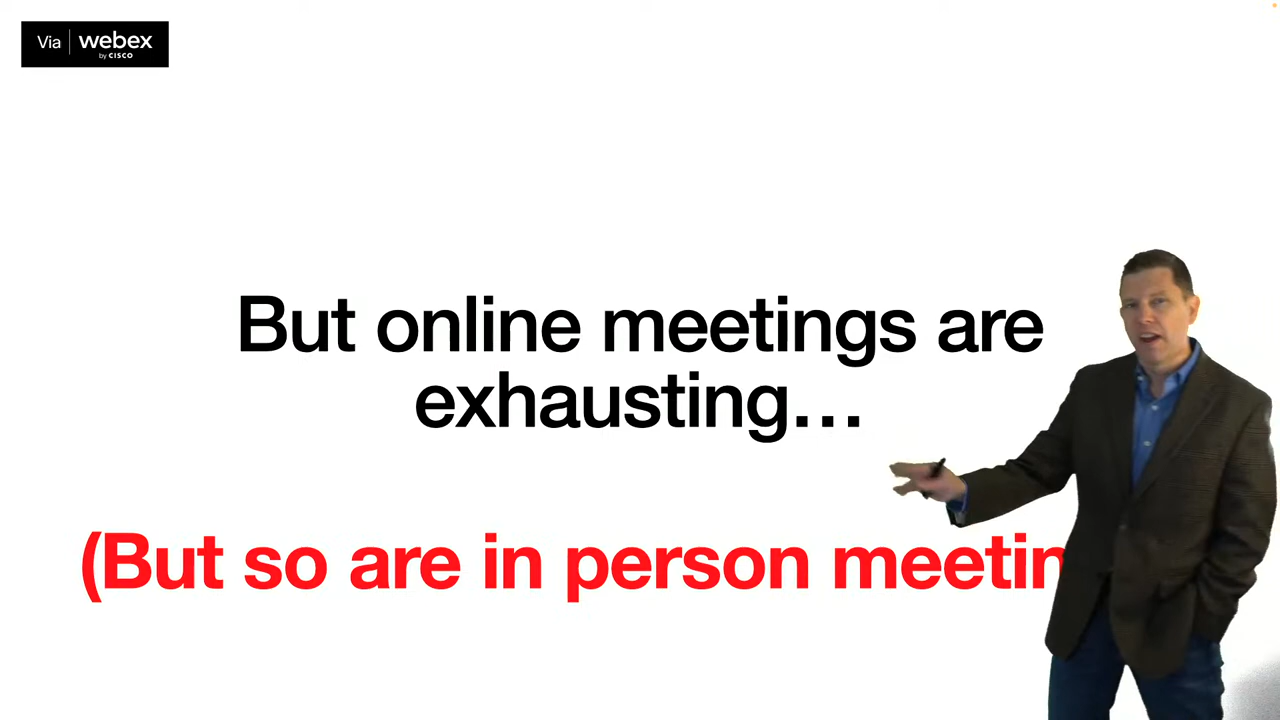 Via webex
by CISCO
But online meetings are
exhausting…
(But so are in person meetin